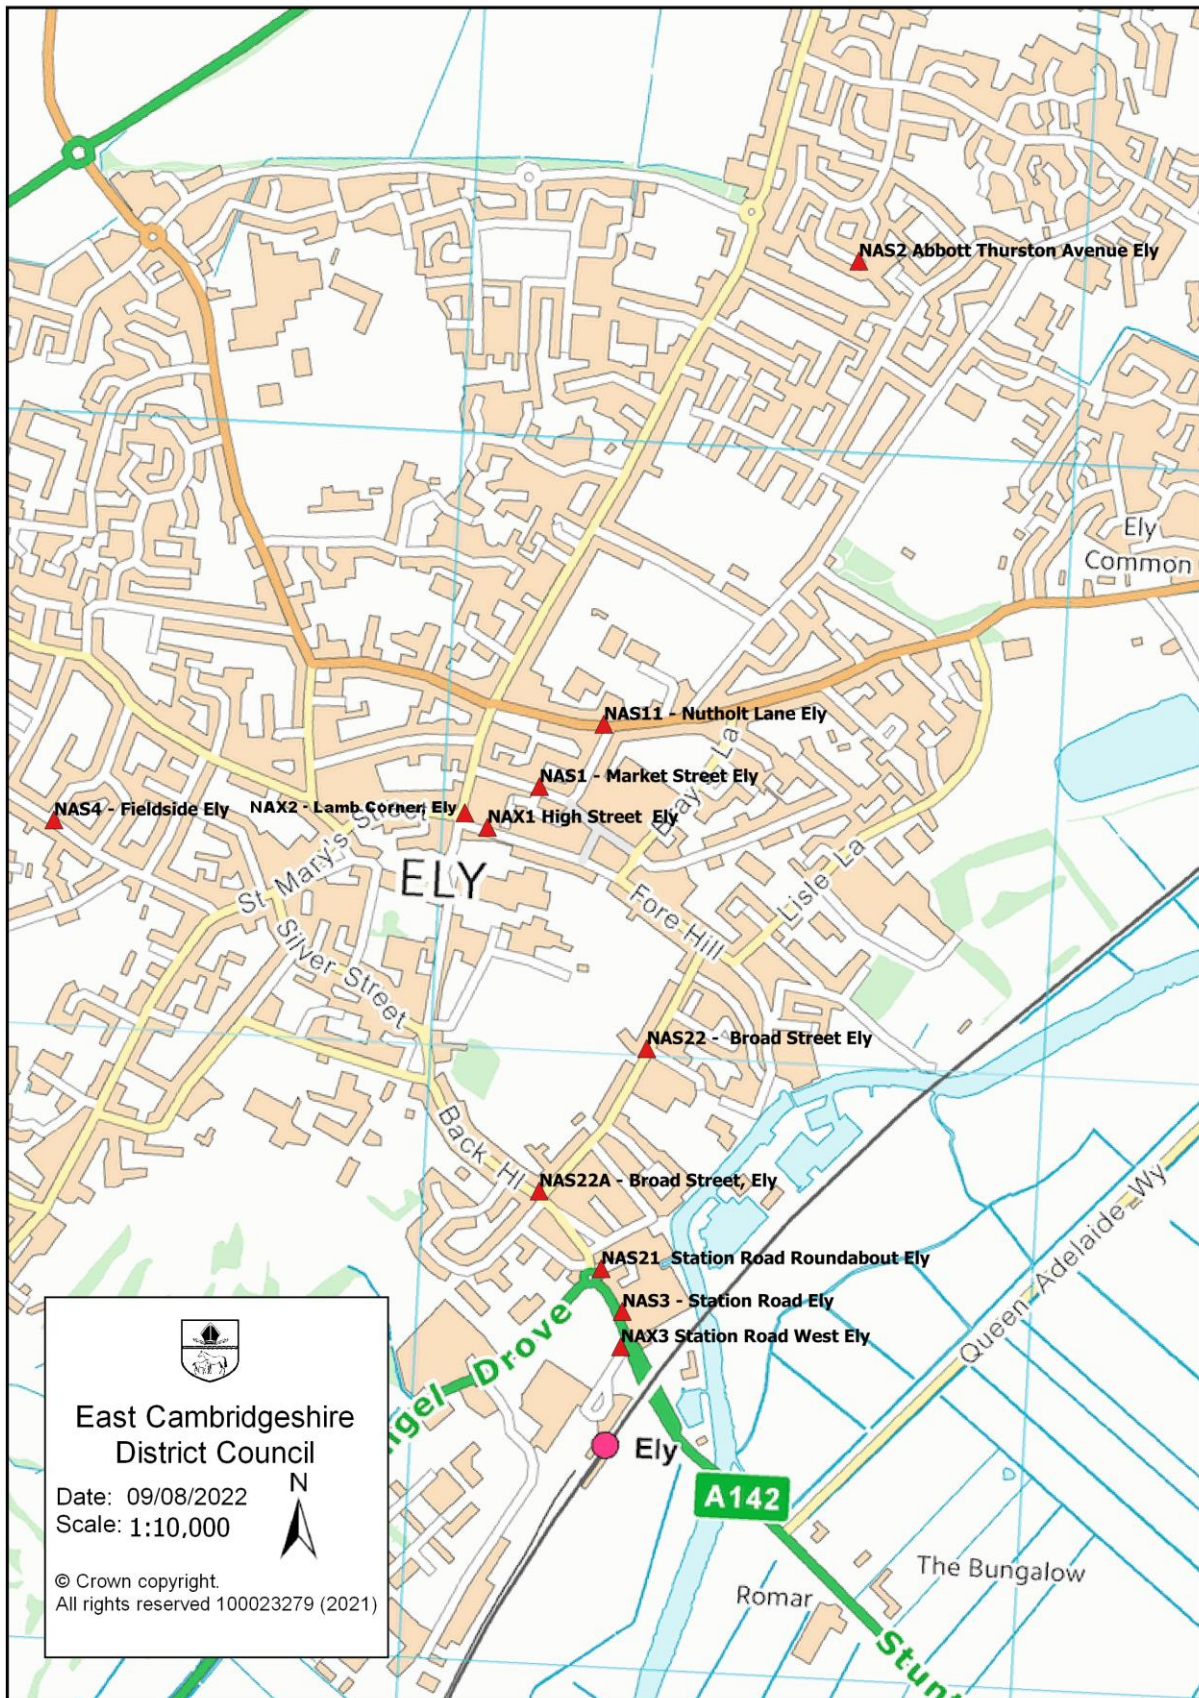 NAS2 Abbott Thurston Avenue Ely
Ely
Common
NAS11 - Nutholt Lane Ely
NAS1 - Market Street Ely
NAS4 - Fieldside Ely
NAX2 - Lamb Corner, Ely
NAX1 High Street Ely
Bray's La
St Mary's Street
ELY
Lisle La
Fore Hill
Silver Street
NAS22 - Broad Street Ely
Back Hl
NAS22A - Broad Street, Ely
Queen Adelaide Wy
NAS21 Station Road Roundabout Ely
NAS3 - Station Road Ely
NAX3 Station Road West Ely
ngel Drove
Ely
A142
The Bungalow
Romar
Stunt
East Cambridgeshire
District Council
N
Date: 09/08/2022
Scale: 1:10,000
© Crown copyright.
All rights reserved 100023279 (2021)